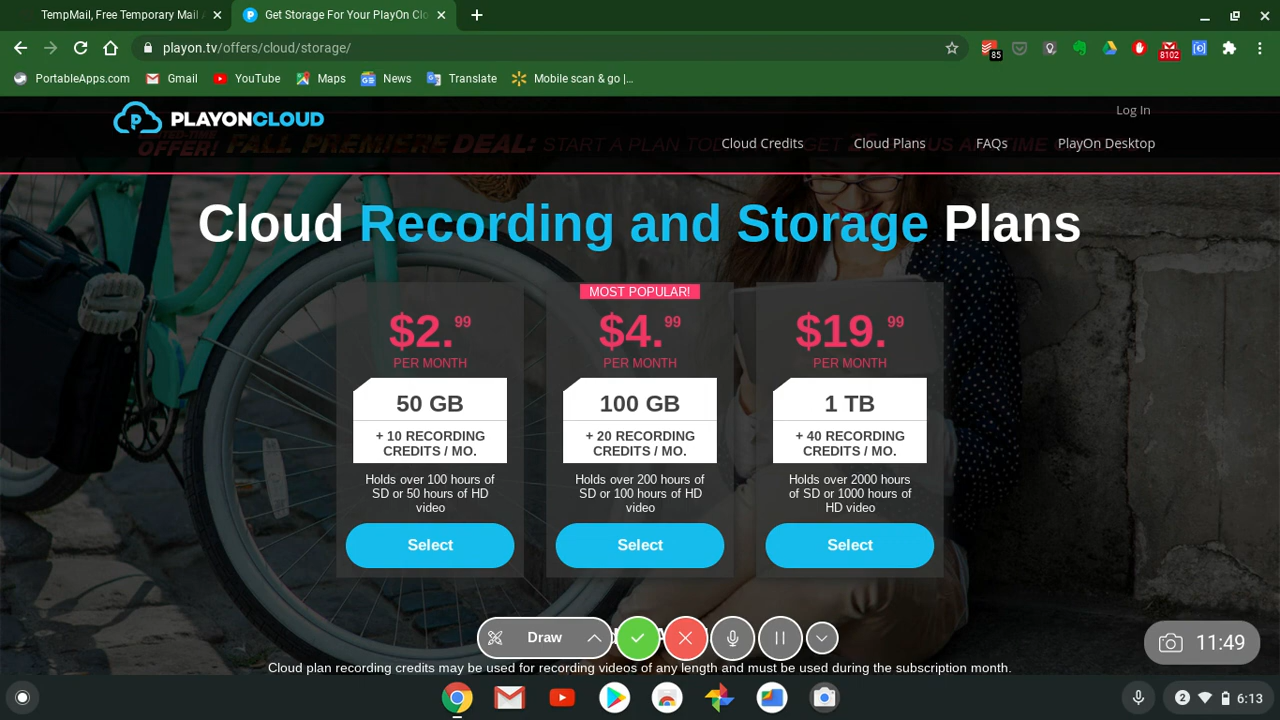 TempMail, Free Temporary Mail
Get Storage For Your PlayOn Clo
playon.tv/offers/cloud/storage/
85
8102
PortableApps.com
Gmail
YouTube
Maps
News
Translate
Mobile scan & go |...
PLAYONCLOUD
Log In
OFFER! FALL PREMIERE DEAL: START A PLAN
Cloud Credits
Cloud Plans
FAQs
PlayOn Desktop
Cloud Recording and Storage Plans
$2.99
PER MONTH
50 GB
+ 10 RECORDING
CREDITS / MO.
Holds over 100 hours of
SD or 50 hours of HD
video
Select
MOST POPULAR!
$4.99
PER MONTH
100 GB
+ 20 RECORDING
CREDITS / MO.
Holds over 200 hours of
SD or 100 hours of HD
video
Select
$19.99
PER MONTH
1 TB
+ 40 RECORDING
CREDITS / MO.
Holds over 2000 hours
of SD or 1000 hours of
HD video
Select
Draw
11:49
Cloud plan recording credits may be used for recording videos of any length and must be used during the subscription month.
2
6:13